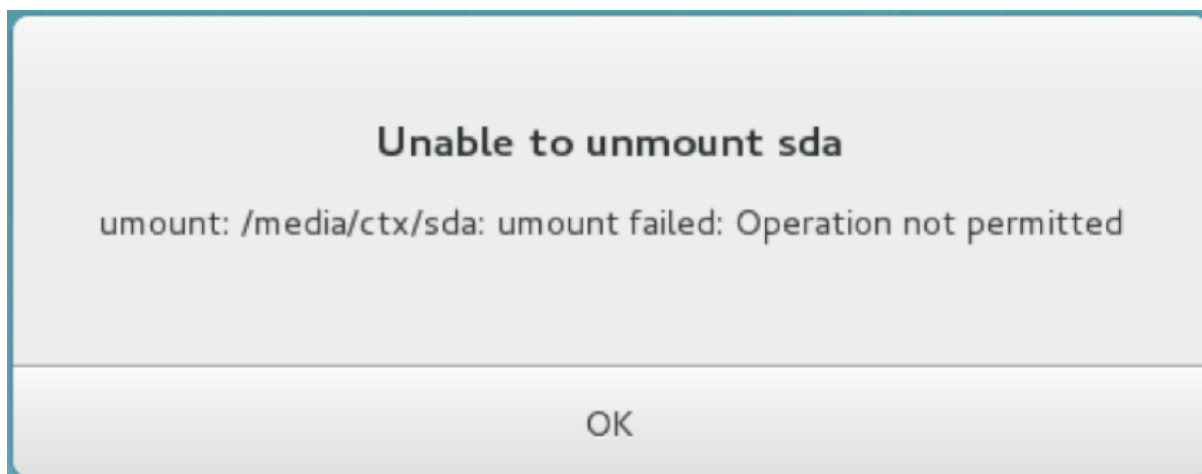 Unable to unmount sda
umount: /media/ctx/sda: umount failed: Operation not permitted
OK